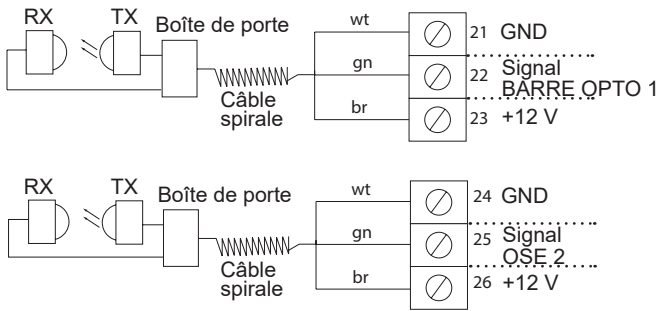 RX TX Boîte de porte
wt
21 GND
gn
22 Signal
BARRE OPTO 1
Câble
spirale
br
23 +12 V
RX TX Boîte de porte
wt
24 GND
gn
25 Signal
OSE 2
Câble
spirale
br
26 +12 V